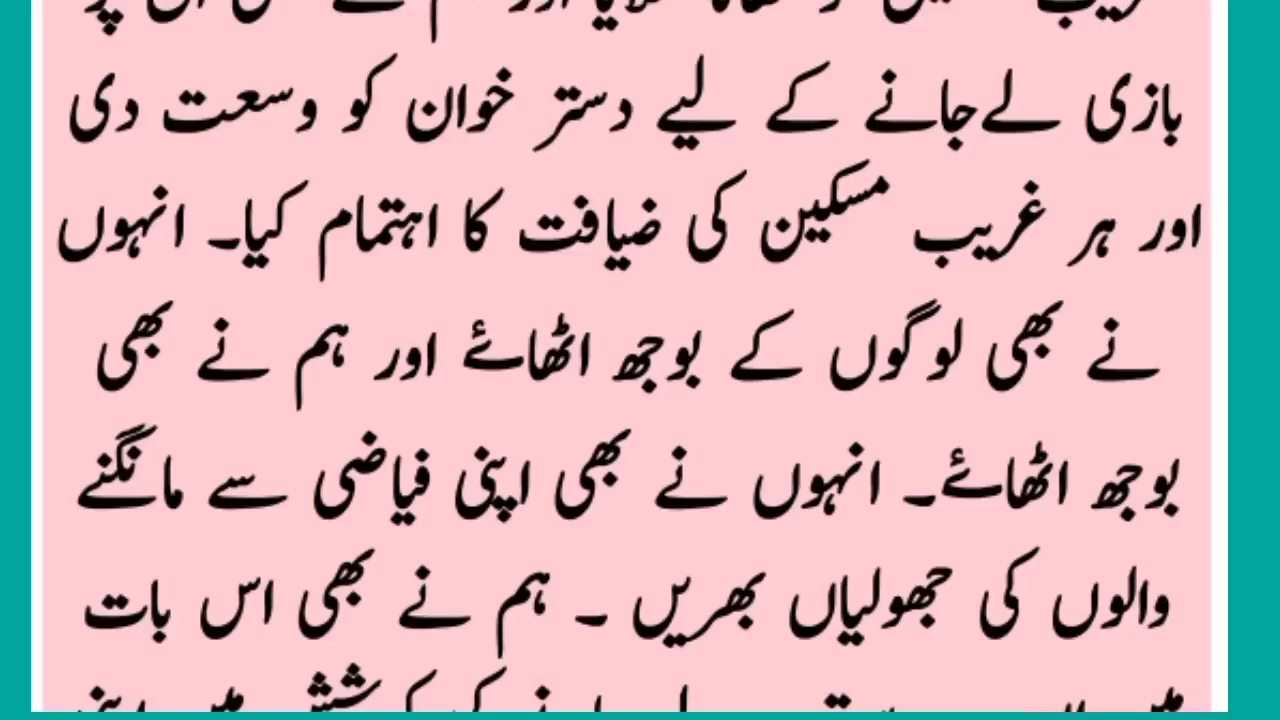 بازی لے جانے کے لیے دستر خوان کو وسعت دی
اور ہر غریب مسکین کی ضیافت کا اہتمام کیا۔ انہوں
نے بھی لوگوں کے بوجھ اٹھائے اور ہم نے بھی
بوجھ اٹھائے۔ انہوں نے بھی اپنی فیاضی سے مانگنے
والوں کی جھولیاں بھریں ۔ ہم نے بھی اس بات